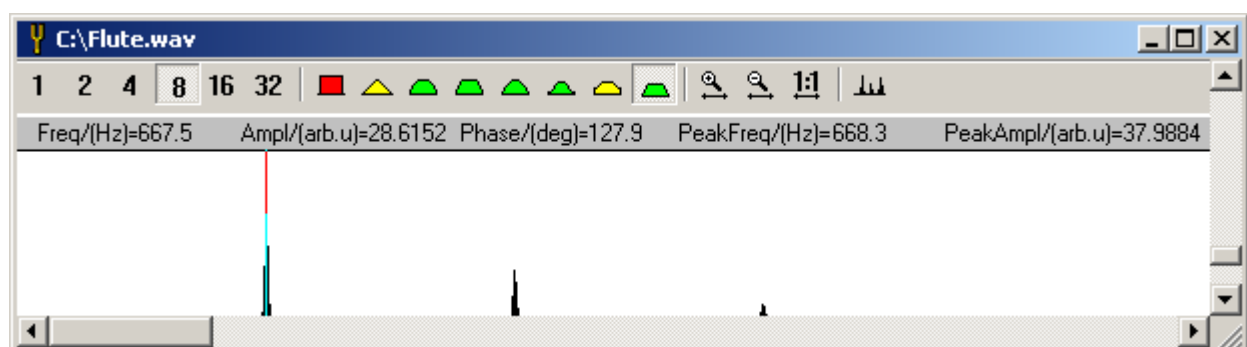 C:\Flute.wav
1 2 4 8 16 32 1:1
Freq/(Hz)=667.5 Ampl/(arb.u)=28.6152 Phase/(deg)=127.9 PeakFreq/(Hz)=668.3 PeakAmpl/(arb.u)=37.9884